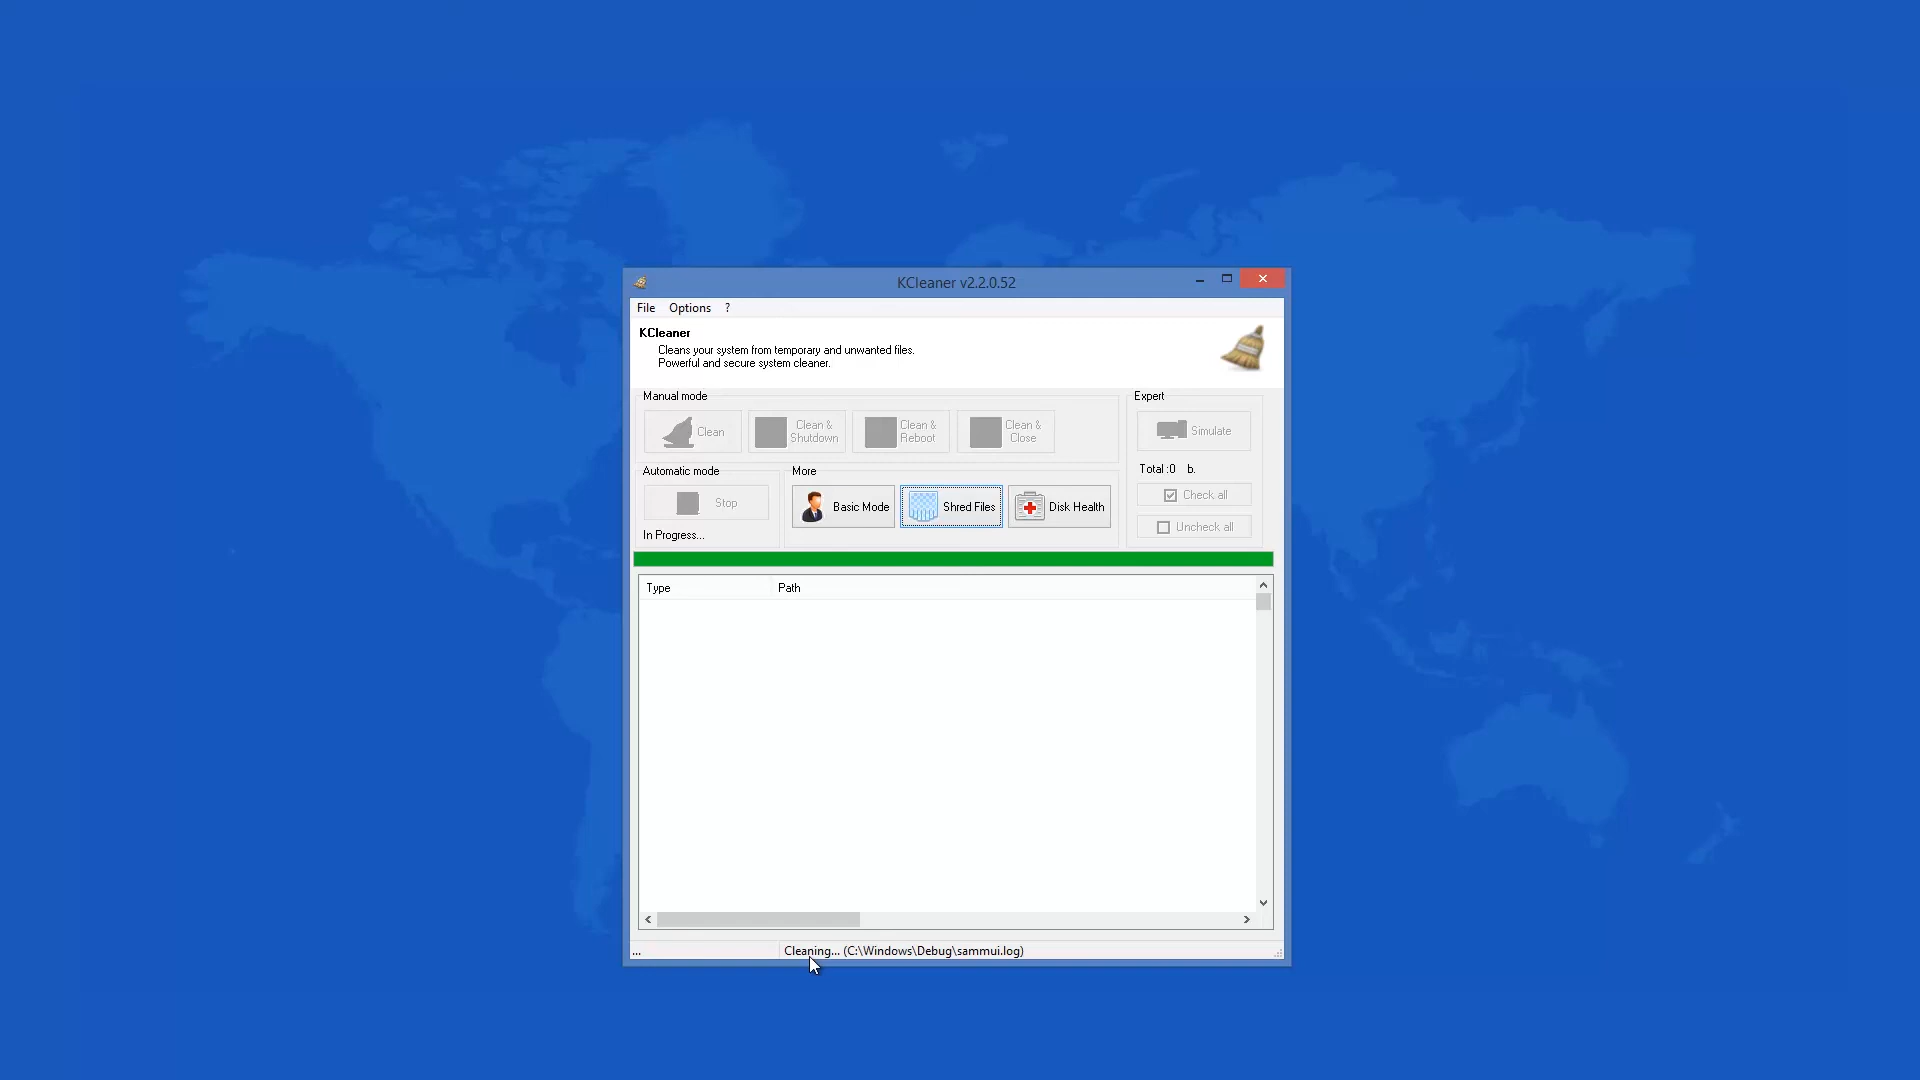 KCleaner v2.2.0.52
File Options ?
KCleaner
Cleans your system from temporary and unwanted files.
Powerful and secure system cleaner.
Manual mode
Clean
Clean &
Shutdown
Clean &
Reboot
Clean &
Close
Expert
Simulate
Total :0 b.
Check all
Uncheck all
Automatic mode
Stop
In Progress...
More
Basic Mode
Shred Files
Disk Health
Type Path
... Cleaning... (C:\Windows\Debug\sammui.log)